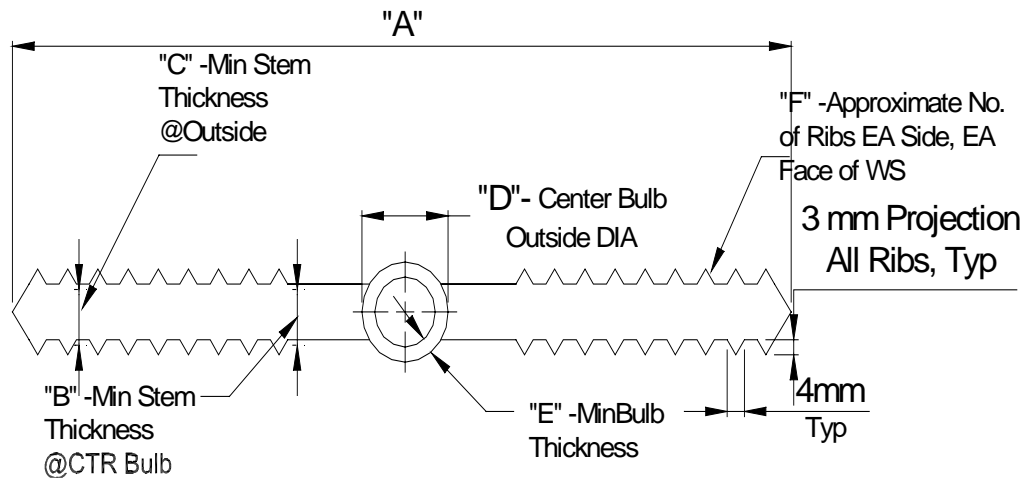 "A"
"C" -Min Stem
Thickness
@Outside
"F" -Approximate No.
of Ribs EA Side, EA
Face of WS
"D"- Center Bulb
Outside DIA
3 mm Projection
All Ribs, Typ
"B" -Min Stem
Thickness
@CTR Bulb
"E" -MinBulb
Thickness
4mm
Typ